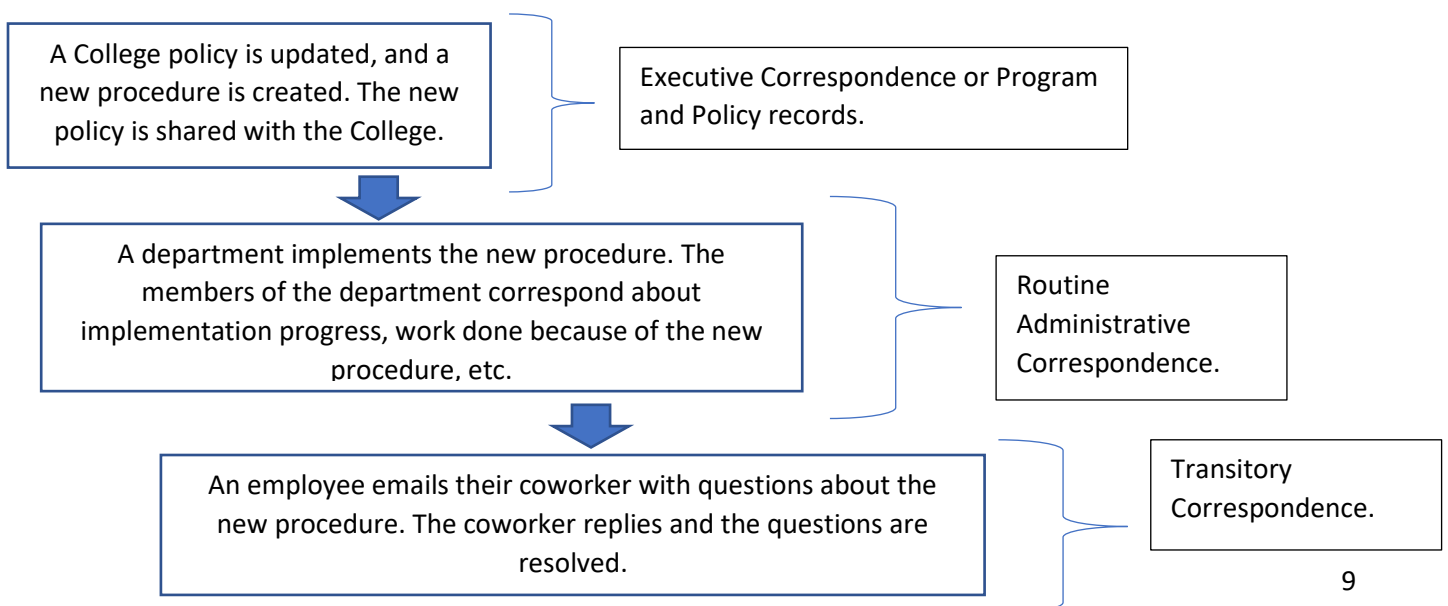 A College policy is updated, and a
new procedure is created. The new
policy is shared with the College.
Executive Correspondence or Program
and Policy records.
A department implements the new procedure. The
members of the department correspond about
implementation progress, work done because of the new
procedure, etc.
Routine
Administrative
Correspondence.
An employee emails their coworker with questions about the
new procedure. The coworker replies and the questions are
resolved.
Transitory
Correspondence.
9